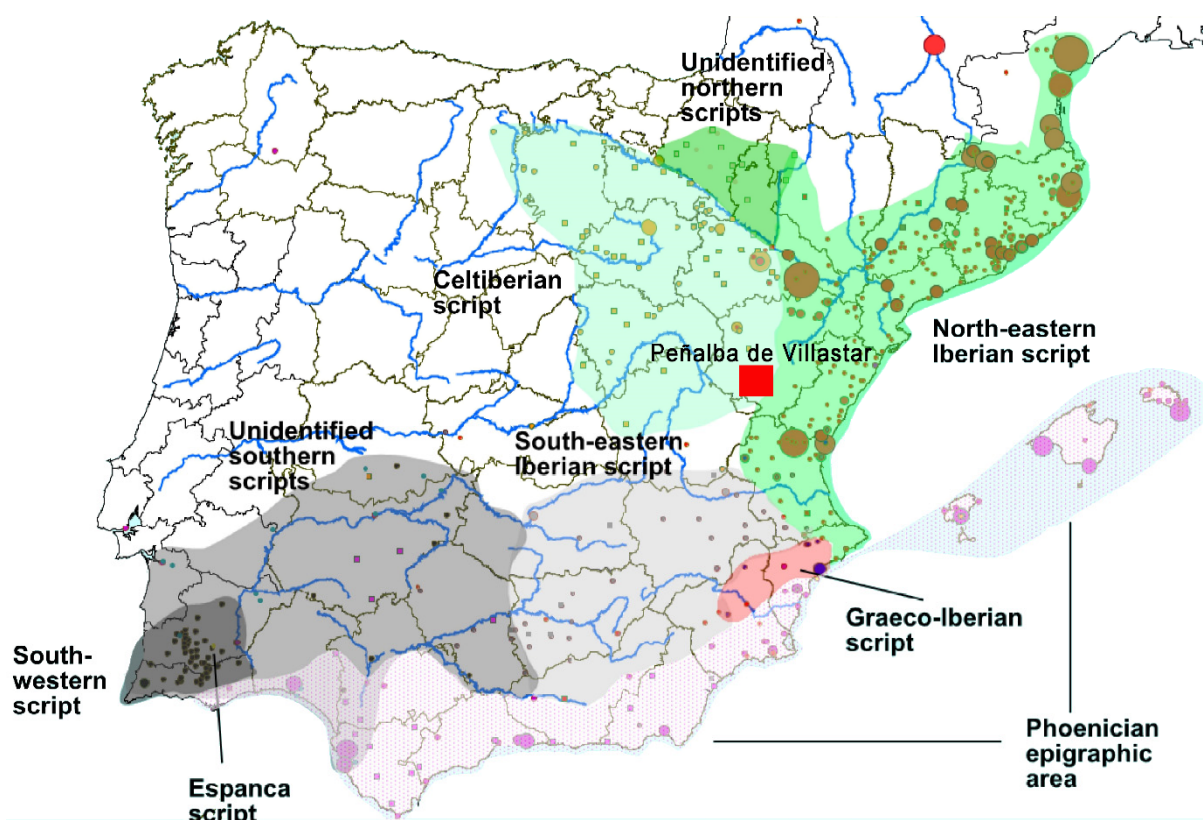 Unidentified
northern
scripts
Celtiberian
script
Peñalba de Villastar
North-eastern
Iberian script
Unidentified
southern
scripts
South-eastern
Iberian script
Graeco-Iberian
script
South-
western
script
Espanca
script
Phoenician
epigraphic
area